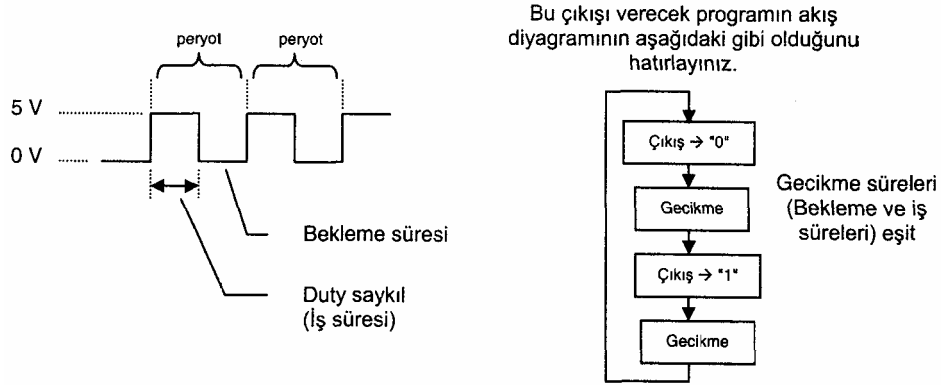 peryot
peryot
5 V
0 V
Bekleme süresi
Duty saykıl
(İş süresi)
Bu çıkışı verecek programın akış
diyagramının aşağıdaki gibi olduğunu
hatırlayınız.
Çıkış → "0"
Gecikme
Çıkış → "1"
Gecikme
Gecikme süreleri
(Bekleme ve iş
süreleri) eşit